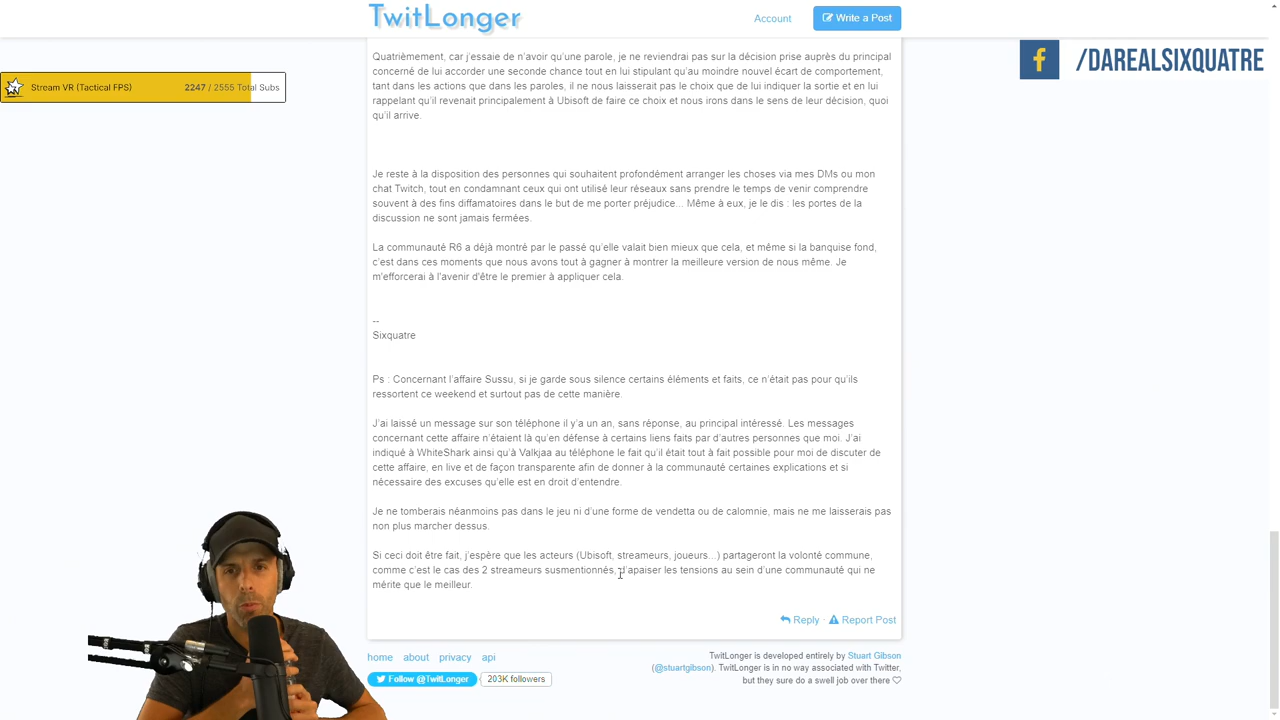 TwitLonger
Account
Write a Post
/DAREALSIXQUATRE
Stream VR (Tactical FPS) 2247 / 2555 Total Subs
Quatrièmement, car j'essaie de n'avoir qu'une parole, je ne reviendrai pas sur la décision prise auprès du principal
concerné de lui accorder une seconde chance tout en lui stipulant qu'au moindre nouvel écart de comportement,
tant dans les actions que dans les paroles, il ne nous laisserait pas le choix que de lui indiquer la sortie et en lui
rappelant qu'il revenait principalement à Ubisoft de faire ce choix et nous irons dans le sens de leur décision, quoi
qu'il arrive.
Je reste à la disposition des personnes qui souhaitent profondément arranger les choses via mes DMs ou mon
chat Twitch, tout en condamnant ceux qui ont utilisé leur réseaux sans prendre le temps de venir comprendre
souvent à des fins diffamatoires dans le but de me porter préjudice... Même à eux, je le dis : les portes de la
discussion ne sont jamais fermées.
La communauté R6 a déjà montré par le passé qu'elle valait bien mieux que cela, et même si la banquise fond,
c'est dans ces moments que nous avons tout à gagner à montrer la meilleure version de nous même. Je
m'efforcerai à l'avenir d'être le premier à appliquer cela.
--
Sixquatre
Ps : Concernant l'affaire Sussu, si je garde sous silence certains éléments et faits, ce n'était pas pour qu'ils
ressortent ce weekend et surtout pas de cette manière.
J'ai laissé un message sur son téléphone il y'a un an, sans réponse, au principal intéressé. Les messages
concernant cette affaire n'étaient là qu'en défense à certains liens faits par d'autres personnes que moi. J'ai
indiqué à WhiteShark ainsi qu'à Valkjaa au téléphone le fait qu'il était tout à fait possible pour moi de discuter de
cette affaire, en live et de façon transparente afin de donner à la communauté certaines explications et si
nécessaire des excuses qu'elle est en droit d'entendre.
Je ne tomberais néanmoins pas dans le jeu ni d'une forme de vendetta ou de calomnie, mais ne me laisserais pas
non plus marcher dessus.
Si ceci doit être fait, j'espère que les acteurs (Ubisoft, streameurs, joueurs...) partageront la volonté commune,
comme c'est le cas des 2 streameurs susmentionnés, d'apaiser les tensions au sein d'une communauté qui ne
mérite que le meilleur.
Reply · Report Post
home about privacy api
Follow @TwitLonger 203K followers
TwitLonger is developed entirely by Stuart Gibson
(@stuartgibson). TwitLonger is in no way associated with Twitter,
but they sure do a swell job over there